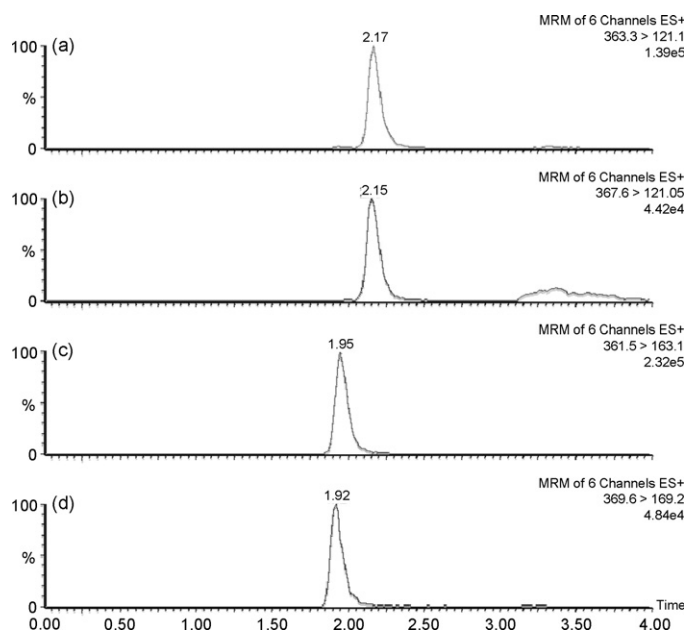 (a)
2.17
MRM of 6 Channels ES+
363.3 > 121.1
1.39e5
100
%
0
(b)
2.15
MRM of 6 Channels ES+
367.6 > 121.05
4.42e4
100
%
0
(c)
1.95
MRM of 6 Channels ES+
361.5 > 163.1
2.32e5
100
%
0
(d)
1.92
MRM of 6 Channels ES+
369.6 > 169.2
4.84e4
100
%
0
Time
0.00 0.50 1.00 1.50 2.00 2.50 3.00 3.50 4.00